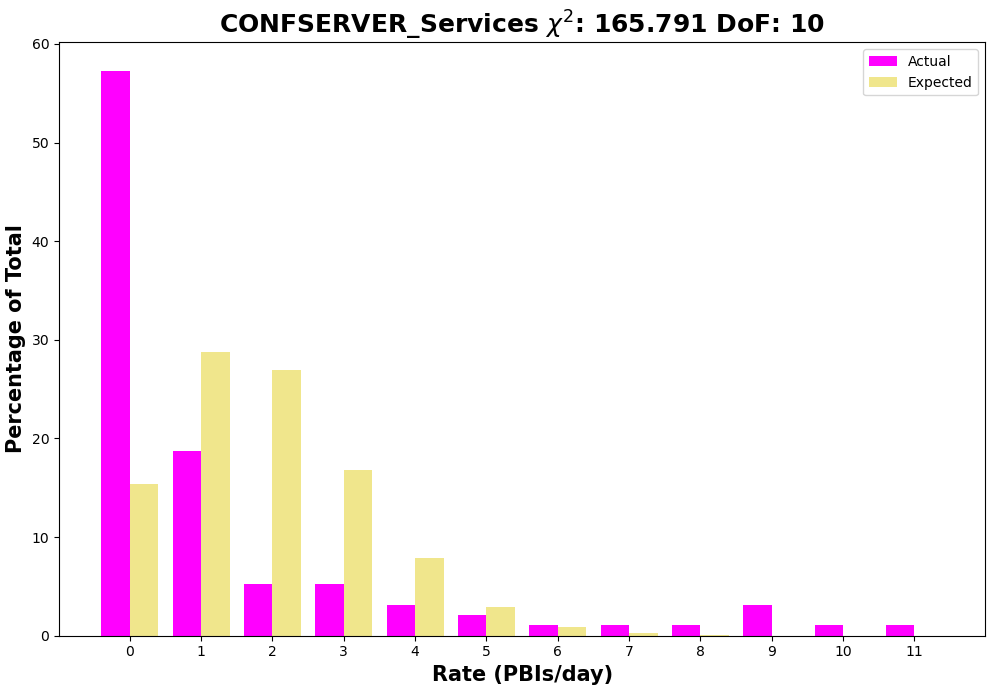 CONFSERVER_Services χ²: 165.791 DoF: 10
Actual
Expected
60
50
40
30
20
10
0
Percentage of Total
0 1 2 3 4 5 6 7 8 9 10 11
Rate (PBIs/day)